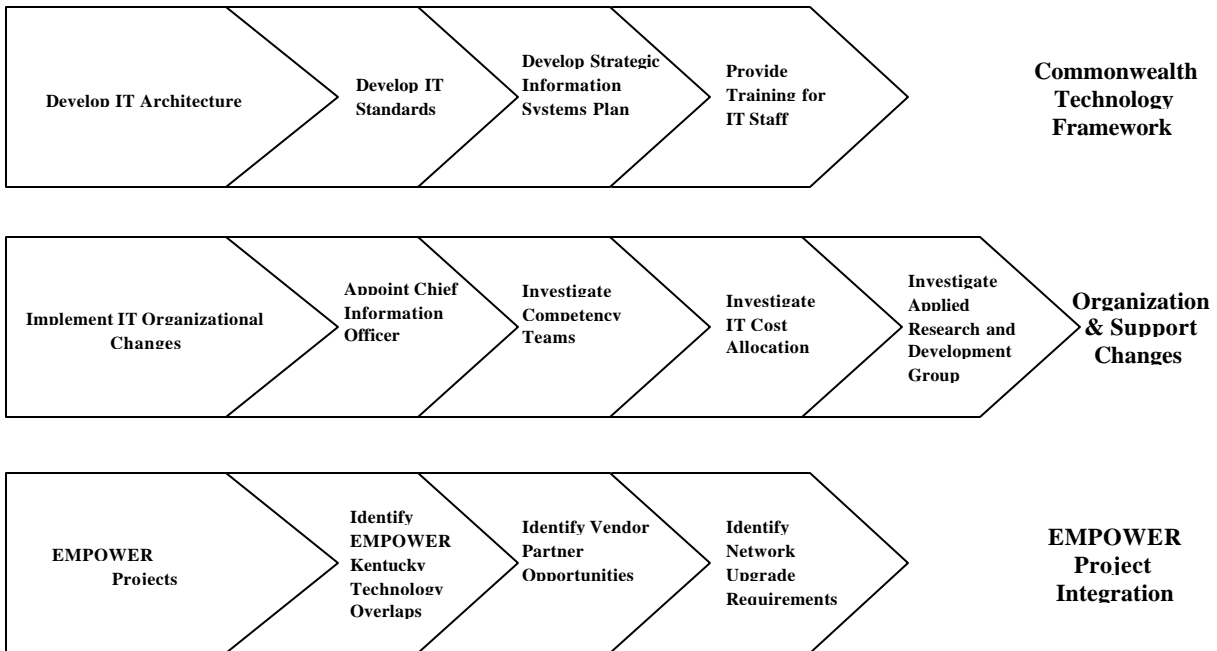 Develop IT Architecture
Develop IT
Standards
Develop Strategic
Information
Systems Plan
Provide
Training for
IT Staff
Commonwealth
Technology
Framework
Implement IT Organizational
Changes
Appoint Chief
Information
Officer
Investigate
Competency
Teams
Investigate
IT Cost
Allocation
Investigate
Applied
Research and
Development
Group
Organization
& Support
Changes
EMPOWER
Projects
Identify
EMPOWER
Kentucky
Technology
Overlaps
Identify Vendor
Partner
Opportunities
Identify
Network
Upgrade
Requirements
EMPOWER
Project
Integration